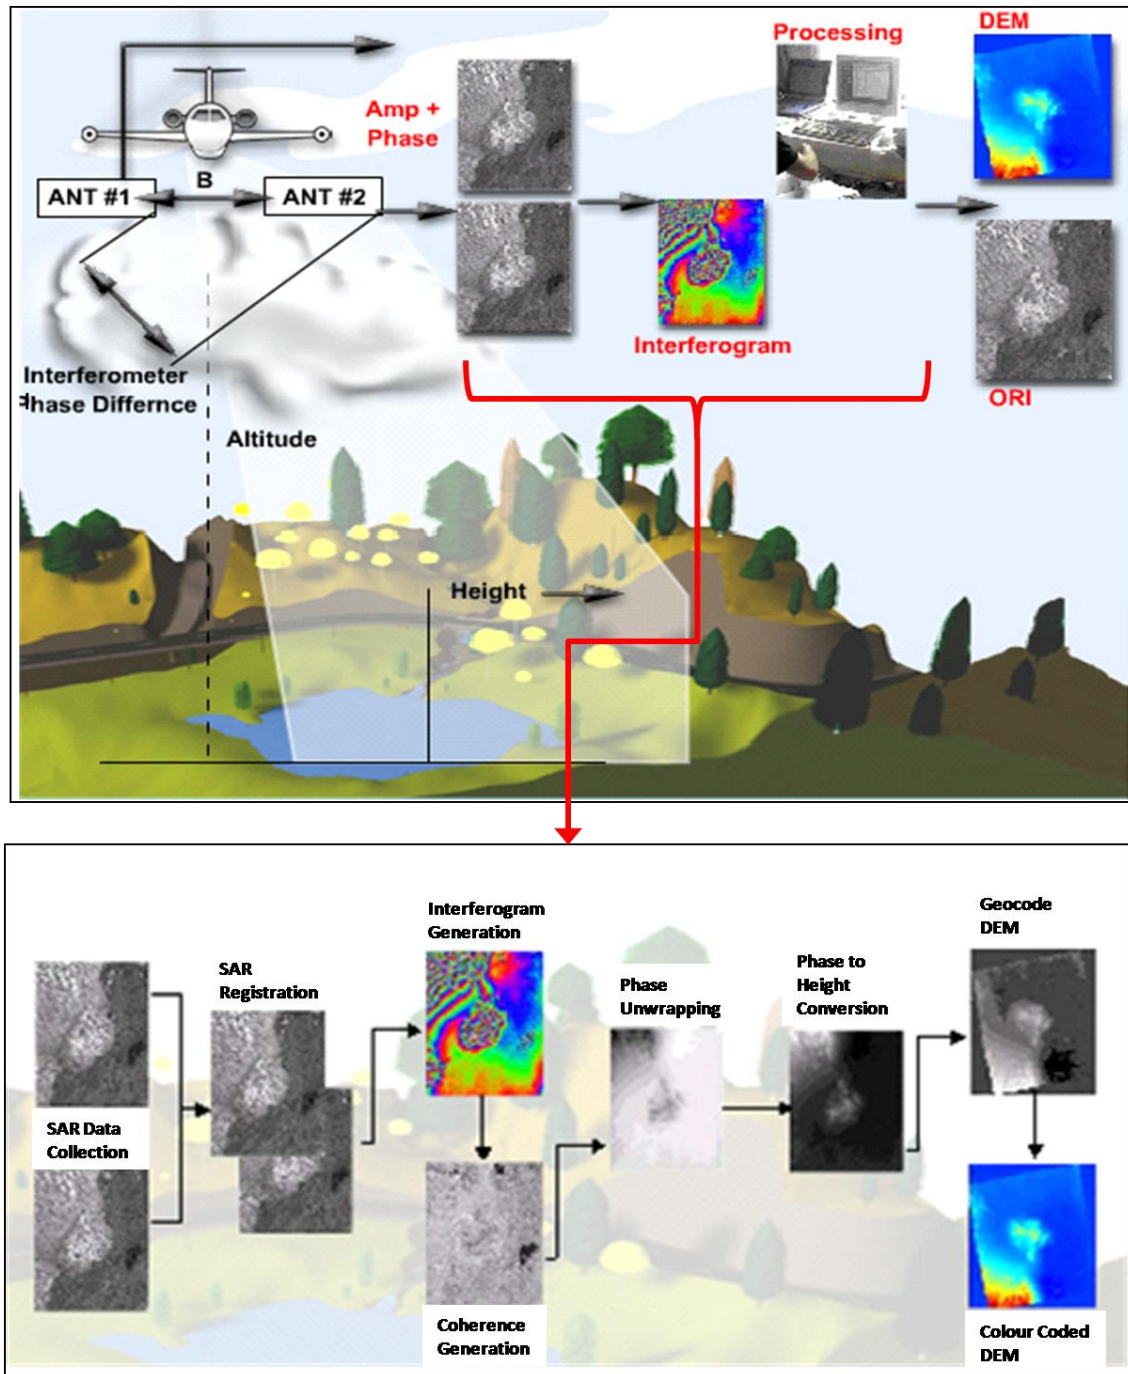 DEM
Processing
Amp +
Phase
B
ANT #1
ANT #2
Interferogram
Interferometer
Phase Differnce
ORI
Altitude
Height
Interferogram
Generation
Geocode
DEM
SAR
Registration
Phase
Unwrapping
Phase to
Height
Conversion
SAR Data
Collection
Coherence
Generation
Colour Coded
DEM